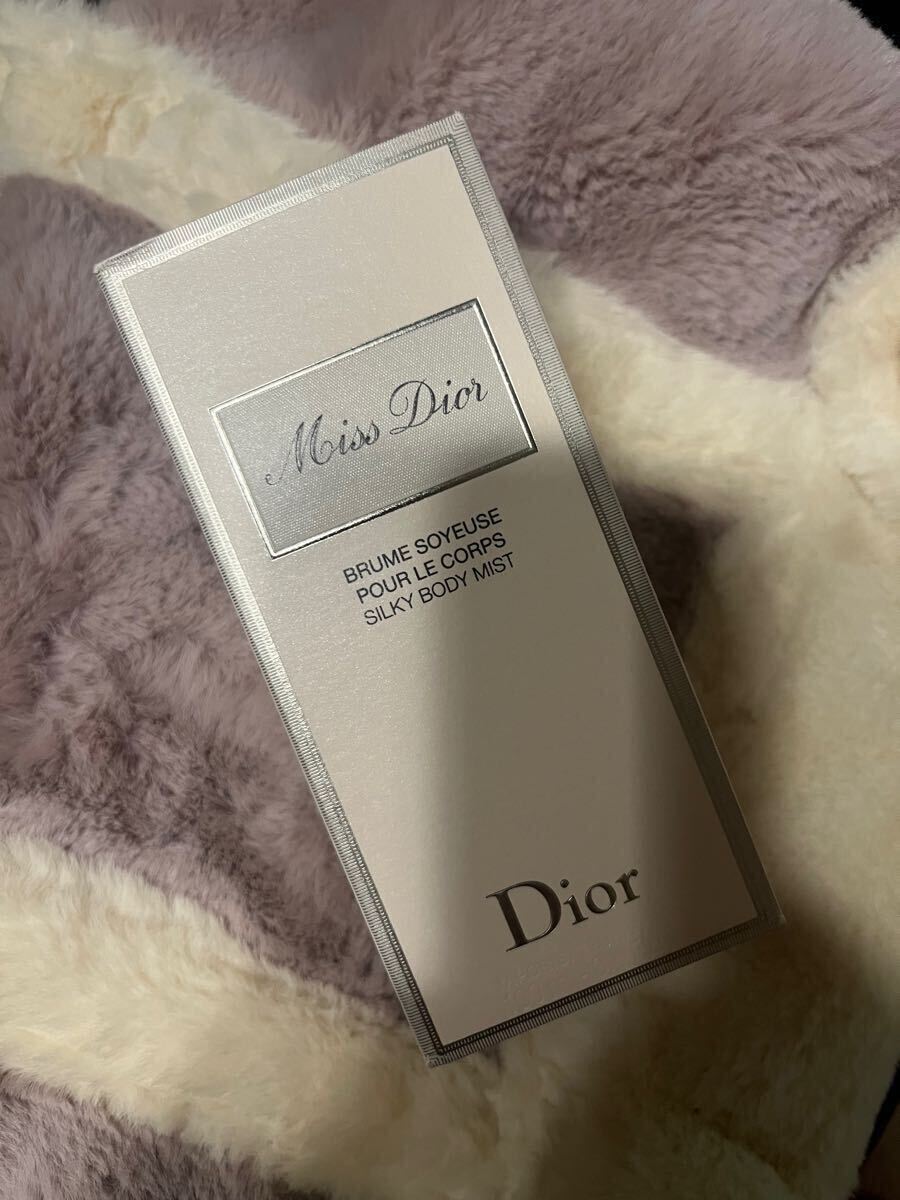 Miss Dior
BRUME SOYEUSE
POUR LE CORPS
SILKY BODY MIST
Dior